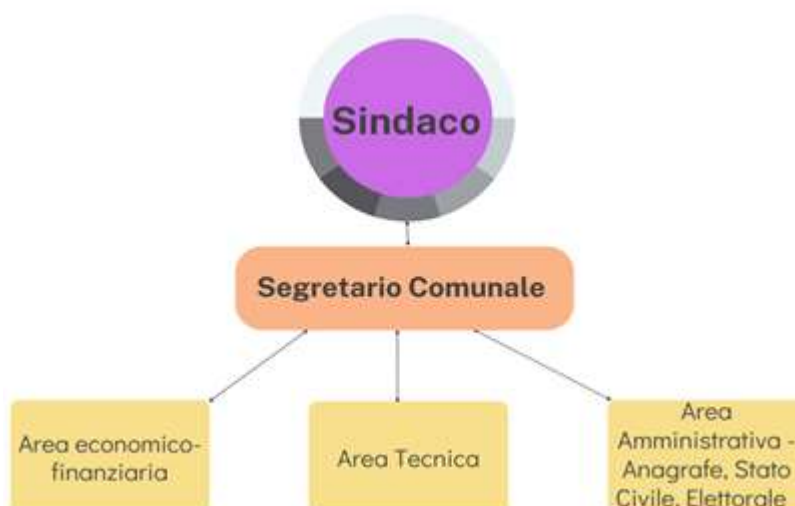 Sindaco
Segretario Comunale
Area economico-
finanziaria
Area Tecnica
Area
Amministrativa -
Anagrafe, Stato
Civile, Elettorale